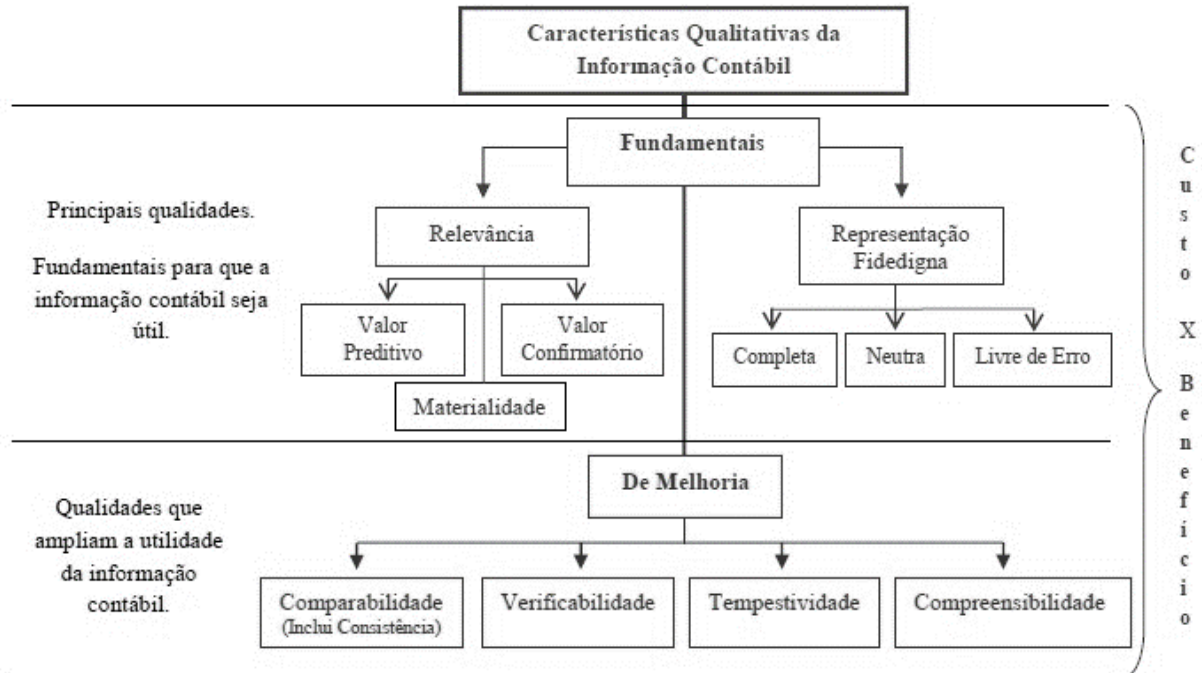 Características Qualitativas da
Informação Contábil
Fundamentais
Principais qualidades.
Fundamentais para que a
informação contábil seja
útil.
Relevância
Representação
Fidedigna
Valor
Preditivo
Valor
Confirmatório
Materialidade
Completa
Neutra
Livre de Erro
De Melhoria
Qualidades que
ampliam a utilidade
da informação
contábil.
Comparabilidade
(Inclui Consistência)
Verificabilidade
Tempestividade
Compreensibilidade
Custo X Benefício